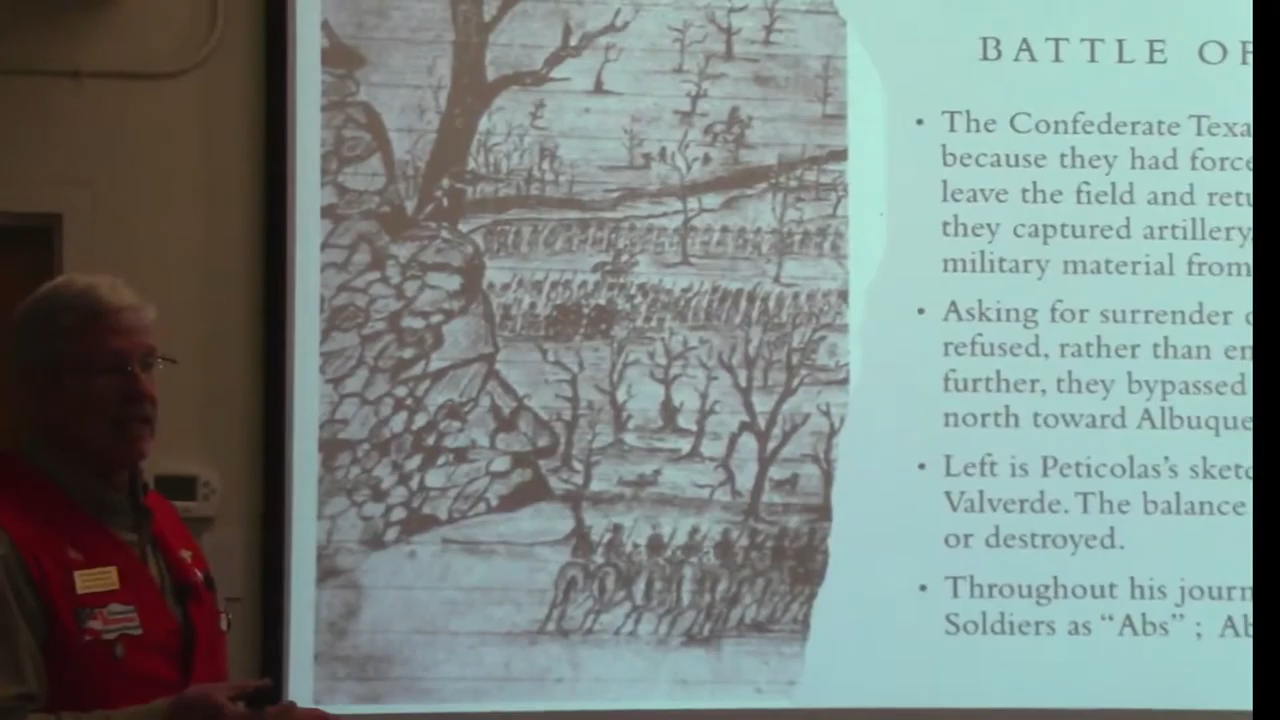 BATTLE OF
• The Confederate Texa
because they had force
leave the field and retu
they captured artillery
military material from
• Asking for surrender
refused, rather than en
further, they bypassed
north toward Albuque
• Left is Peticolas's sketc
Valverde. The balance
or destroyed.
• Throughout his journ
Soldiers as “Abs” ; Ab